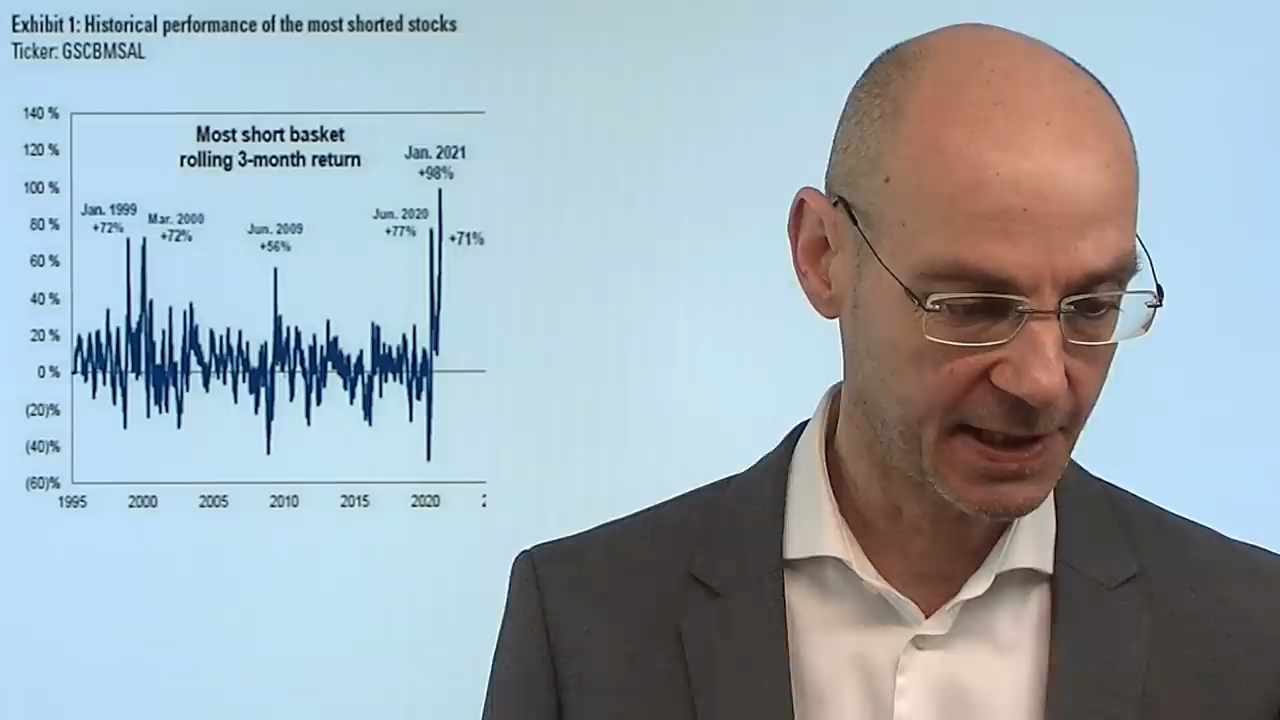 Exhibit 1: Historical performance of the most shorted stocks
Ticker: GSCBMSAL
140 %
120 %
100 %
80 %
60 %
40 %
20 %
0 %
(20)%
(40)%
(60)%
Most short basket
rolling 3-month return
Jan. 1999
+72%
Mar. 2000
+72%
Jun. 2009
+56%
Jun. 2020
+77%
Jan. 2021
+98%
+71%
1995 2000 2005 2010 2015 2020